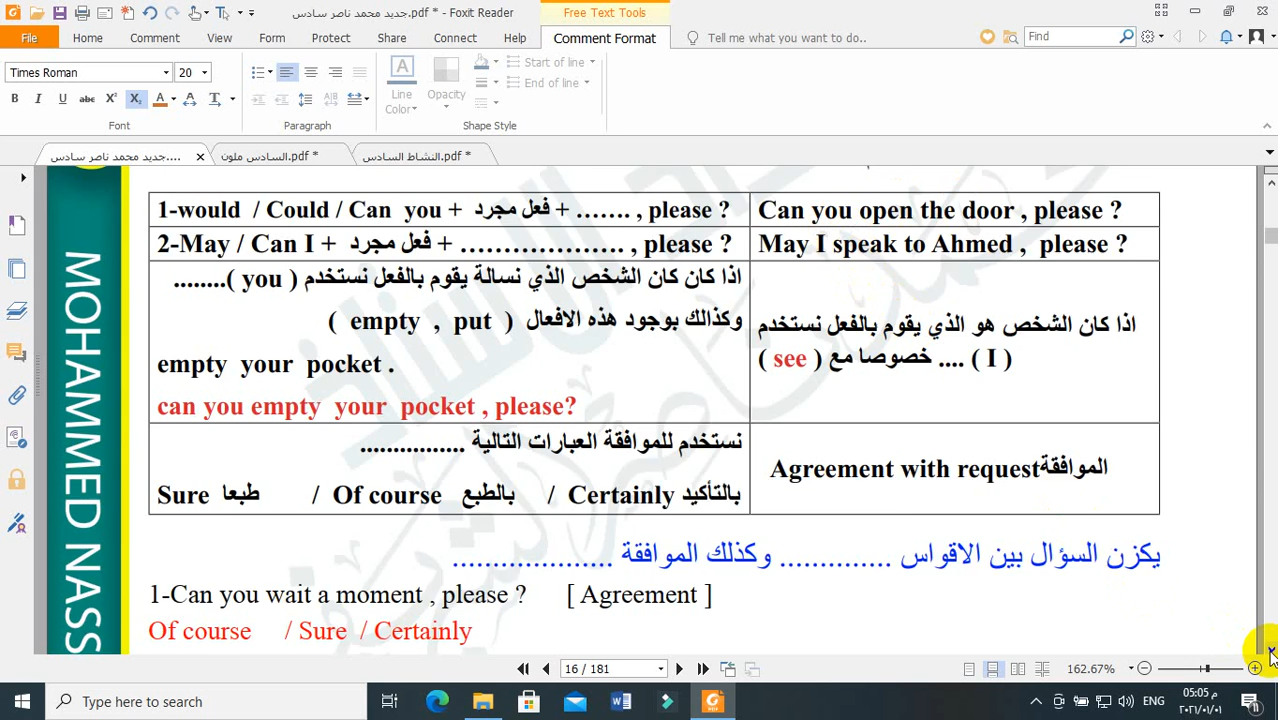 جديد محمد ناصر سادس.pdf * - Foxit Reader
Free Text Tools
File Home Comment View Form Protect Share Connect Help Comment Format Tell me what you want to do.. Find
Times Roman 20
Start of line
End of line
Line Color
Opacity
Font Paragraph Shape Style
جديد محمد ناصر سادس.... السادس ملون.pdf * النشاط السادس.pdf *
MOHAMMED NASS
1-would / Could / Can you + فعل مجرد + ……. , please ?
Can you open the door , please ?
2-May / Can I + فعل مجرد + ………………. , please ?
May I speak to Ahmed , please ?
اذا كان كان الشخص الذي نسالة يقوم بالفعل نستخدم ( you )........
وكذالك بوجود هذه الافعال ( empty , put )
empty your pocket .
can you empty your pocket , please?
اذا كان الشخص هو الذي يقوم بالفعل نستخدم
( I ) .... خصوصا مع ( see )
نستخدم للموافقة العبارات التالية ................
Sure طبعا / Of course بالطبع / Certainly بالتأكيد
Agreement with request الموافقة
يكزن السؤال بين الاقواس .............. وكذلك الموافقة ....................
1-Can you wait a moment , please ? [ Agreement ]
Of course / Sure / Certainly
16 / 181
162.67%
Type here to search
ENG
05:05 م
٢٠٢١/٠١/٠١